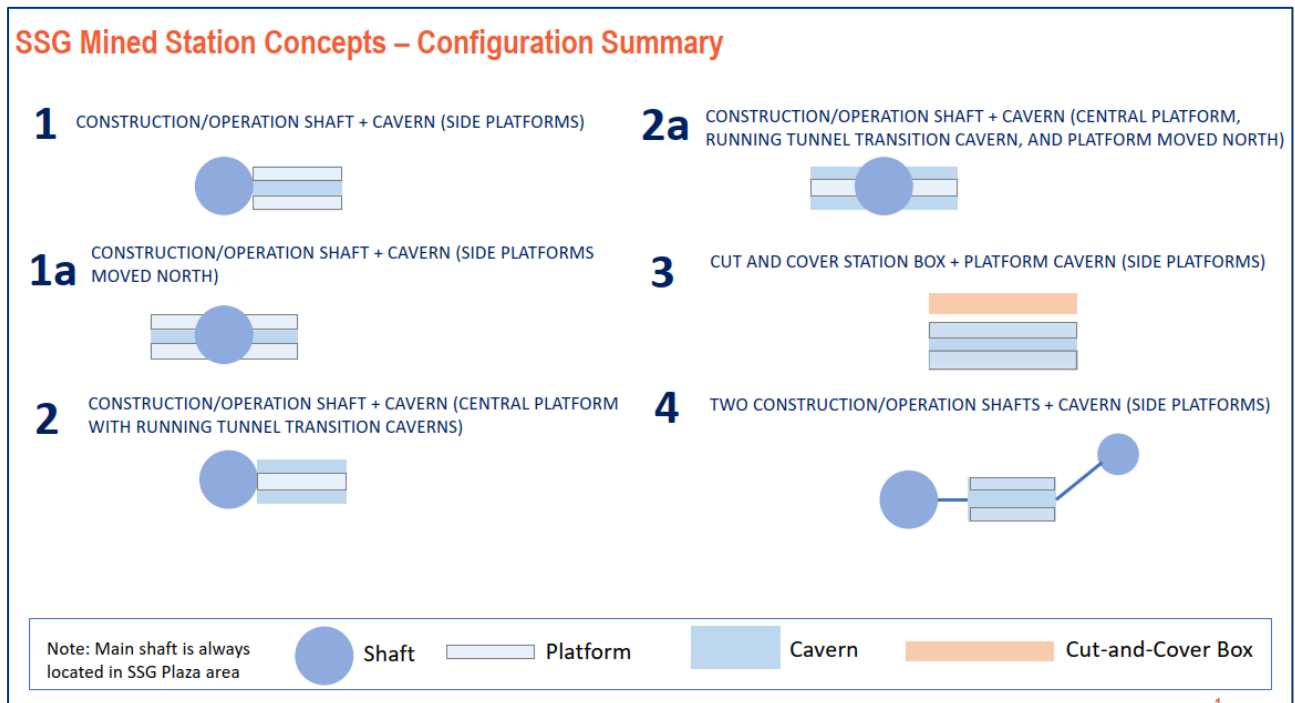 SSG Mined Station Concepts – Configuration Summary
1 CONSTRUCTION/OPERATION SHAFT + CAVERN (SIDE PLATFORMS)
1a CONSTRUCTION/OPERATION SHAFT + CAVERN (SIDE PLATFORMS
MOVED NORTH)
2 CONSTRUCTION/OPERATION SHAFT + CAVERN (CENTRAL PLATFORM
WITH RUNNING TUNNEL TRANSITION CAVERNS)
2a CONSTRUCTION/OPERATION SHAFT + CAVERN (CENTRAL PLATFORM,
RUNNING TUNNEL TRANSITION CAVERN, AND PLATFORM MOVED NORTH)
3 CUT AND COVER STATION BOX + PLATFORM CAVERN (SIDE PLATFORMS)
4 TWO CONSTRUCTION/OPERATION SHAFTS + CAVERN (SIDE PLATFORMS)
Note: Main shaft is always
located in SSG Plaza area
Shaft
Platform
Cavern
Cut-and-Cover Box